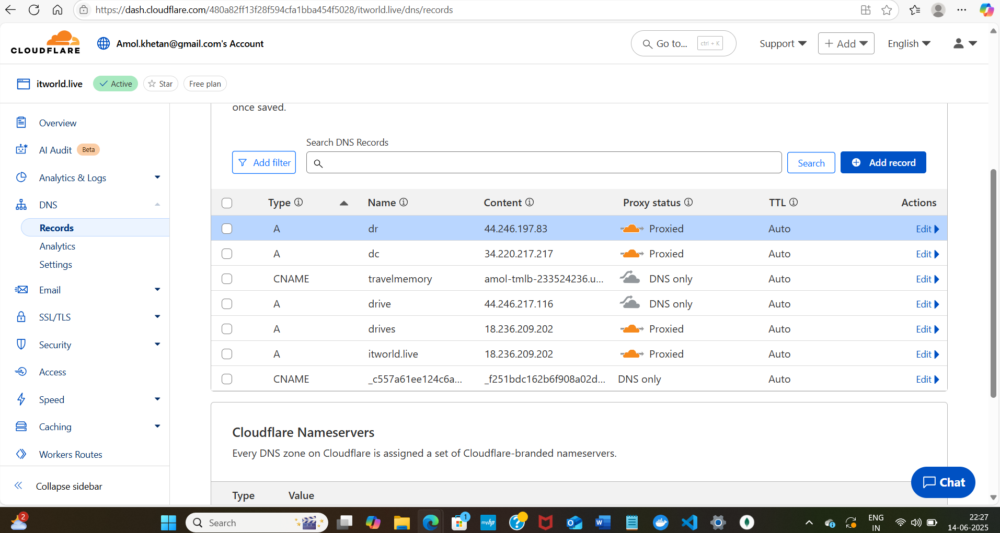 https://dash.cloudflare.com/480a82ff13f28f594cfa1bba454f5028/itworld.live/dns/records
CLOUDFLARE
Amol.khetan@gmail.com's Account
Go to... ctrl + K
Support
+ Add
English
itworld.live
Active
Star
Free plan
Overview
AI Audit Beta
Analytics & Logs
DNS
Records
Analytics
Settings
Email
SSL/TLS
Security
Access
Speed
Caching
Workers Routes
Collapse sidebar
once saved.
Search DNS Records
Add filter
Search
Add record
Type Name Content Proxy status TTL Actions
A dr 44.246.197.83 Proxied Auto Edit
A dc 34.220.217.217 Proxied Auto Edit
CNAME travelmemory amol-tmlb-233524236.u... DNS only Auto Edit
A drive 44.246.217.116 DNS only Auto Edit
A drives 18.236.209.202 Proxied Auto Edit
A itworld.live 18.236.209.202 Proxied Auto Edit
CNAME _c557a61ee124c6a... _f251bdc162b6f908a02d... DNS only Auto Edit
Cloudflare Nameservers
Every DNS zone on Cloudflare is assigned a set of Cloudflare-branded nameservers.
Type Value
Chat
2
Search
1
myhp
ENG
IN
22:27
14-06-2025